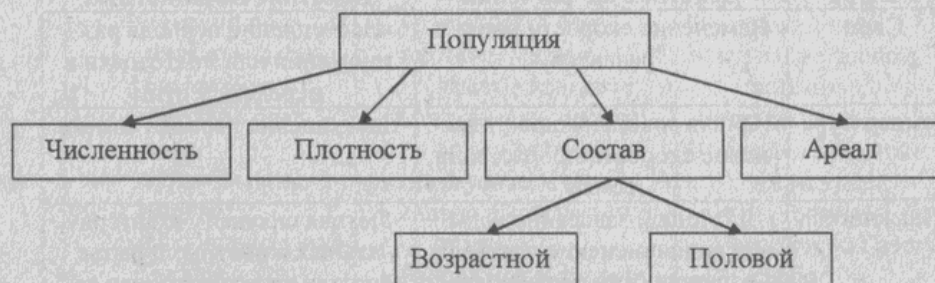 Популяция
Численность
Плотность
Состав
Ареал
Возрастной
Половой